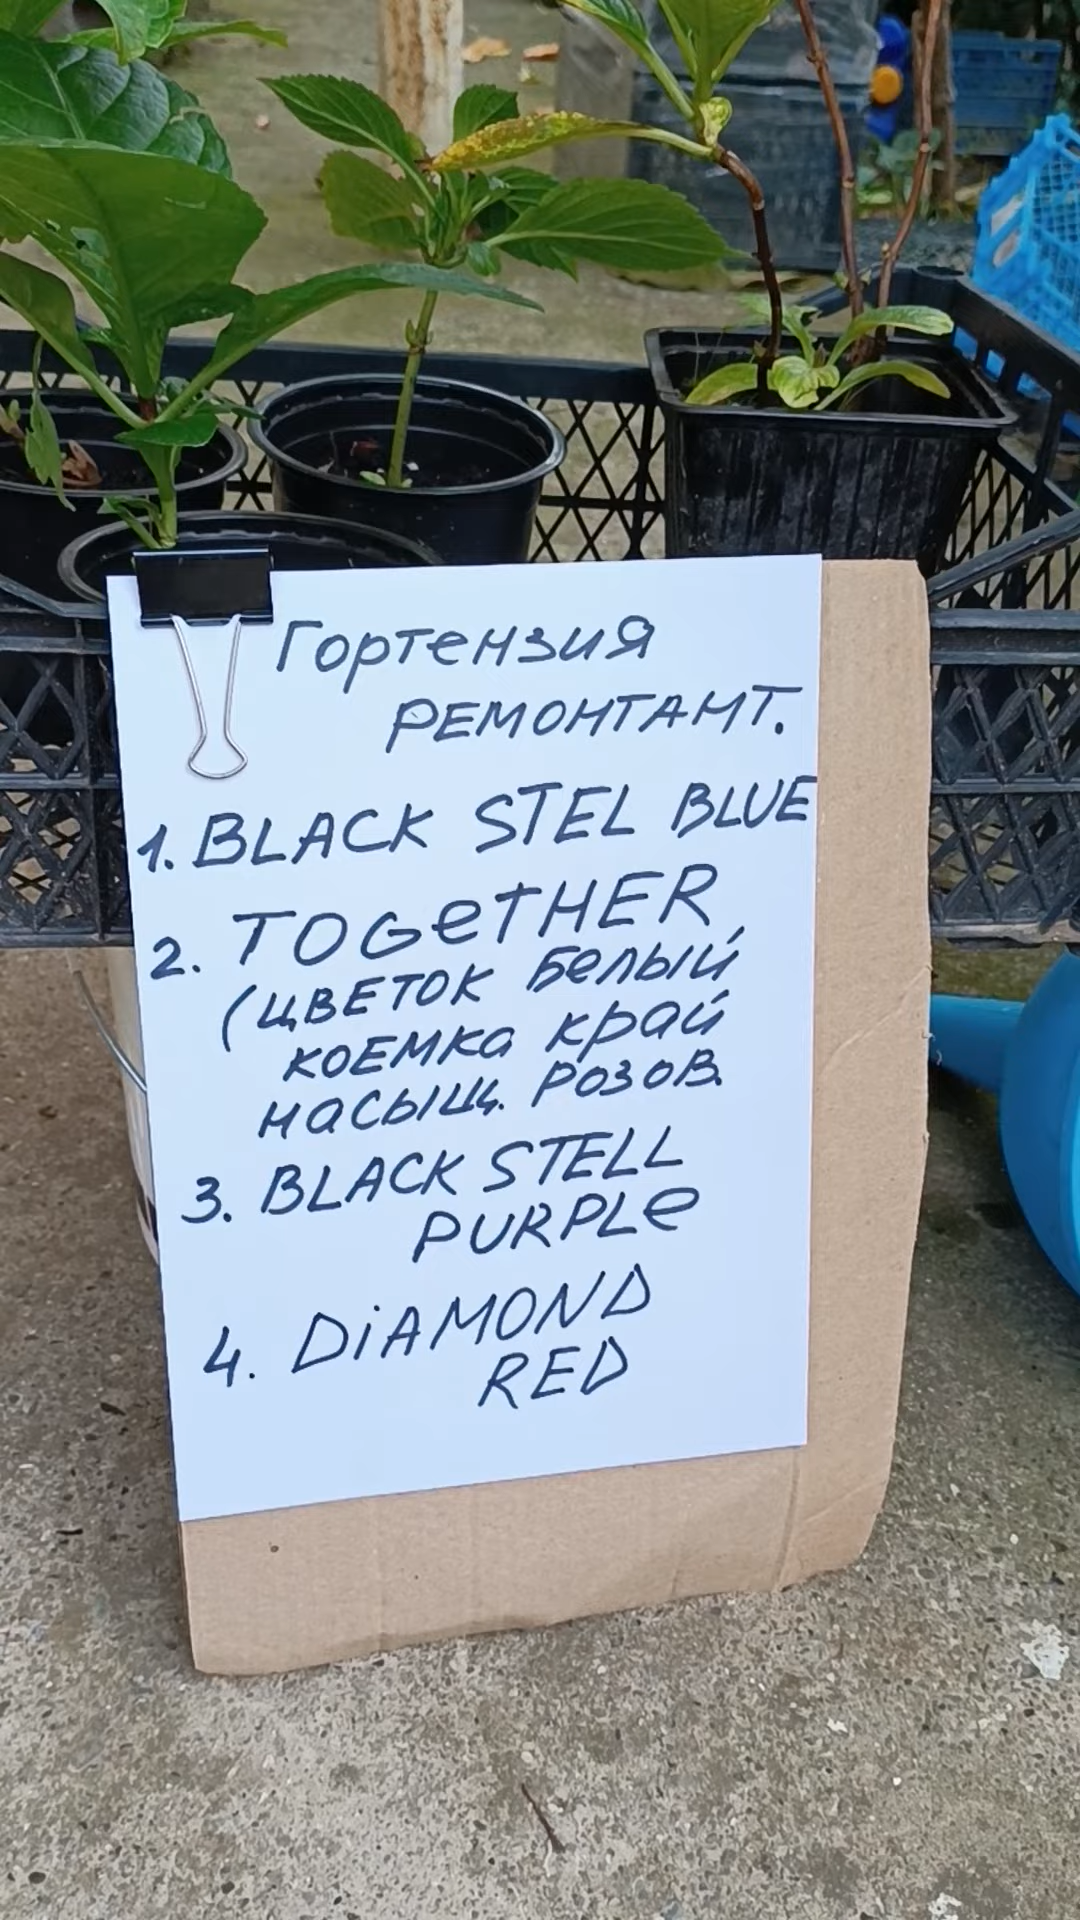 Гортензия
РЕМОНТАНТ.
1. BLACK STEL BLUE
2. TOGeTHER
(ЦВЕТОК Белый
КОЕМКа край
насыщ. розов.
3. BLACK STELL
PURPLe
4. DiAMOND
RED